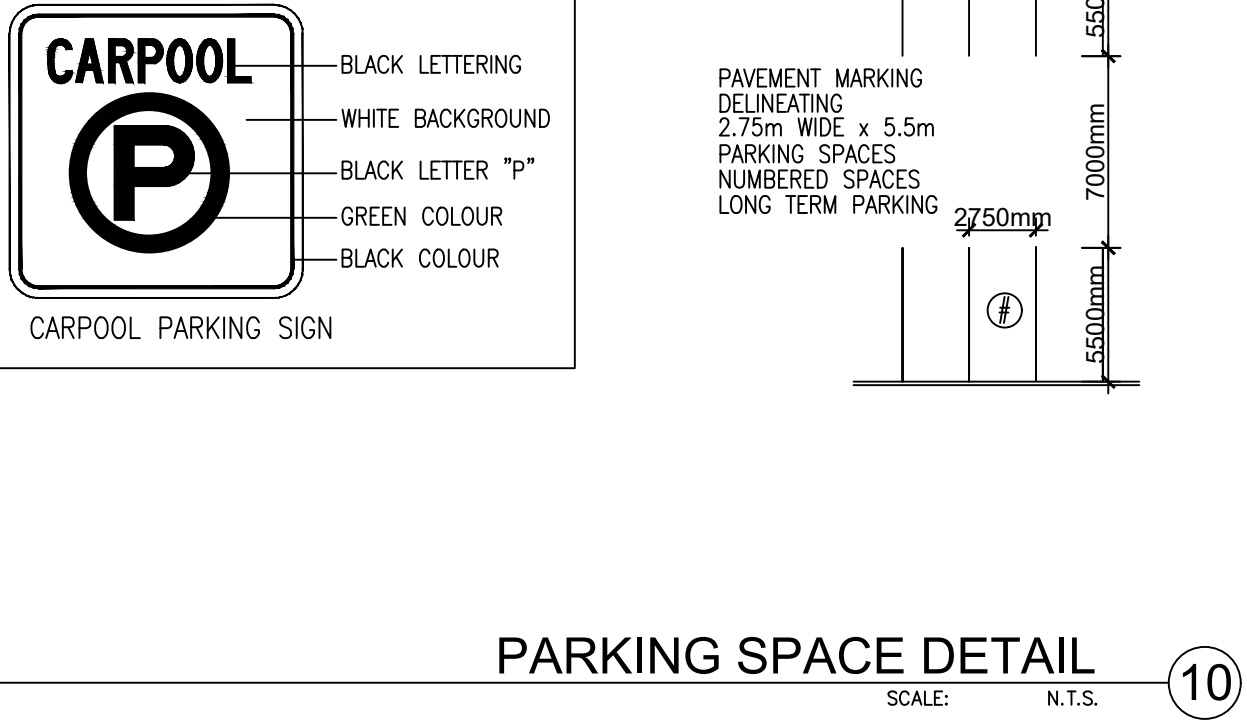 CARPOOL
P
BLACK LETTERING
WHITE BACKGROUND
BLACK LETTER "P"
GREEN COLOUR
BLACK COLOUR
CARPOOL PARKING SIGN
PAVEMENT MARKING
DELINEATING
2.75m WIDE x 5.5m
PARKING SPACES
NUMBERED SPACES
LONG TERM PARKING
2750mm
7000mm
5500mm
#
PARKING SPACE DETAIL
SCALE: N.T.S.
10